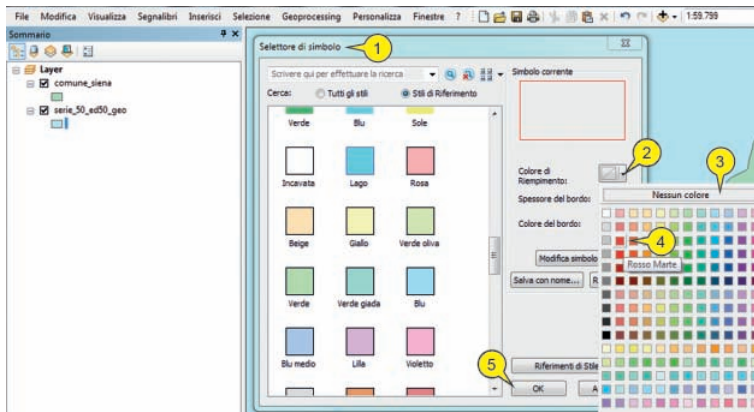 File Modifica Visualizza Segnalibri Inserisci Selezione Geoprocessing Personalizza Finestre ? 1:59.799
Sommario
Layer
comune_siena
serie_50_ed50_geo
Selettore di simbolo
1
Scrivere qui per effettuare la ricerca
Cerca: Tutti gli stili Stili di Riferimento
Verde Blu Sole
Incavata Lago Rosa
Beige Giallo Verde oliva
Verde Verde giada Blu
Blu medio Lilla Violetto
Simbolo corrente
2
Colore di Riempimento:
3
Spessore del bordo:
Nessun colore
Colore del bordo:
4
Rosso Marte
Modifica simbolo
Salva con nome... R
Riferimenti di Stile
5
OK A